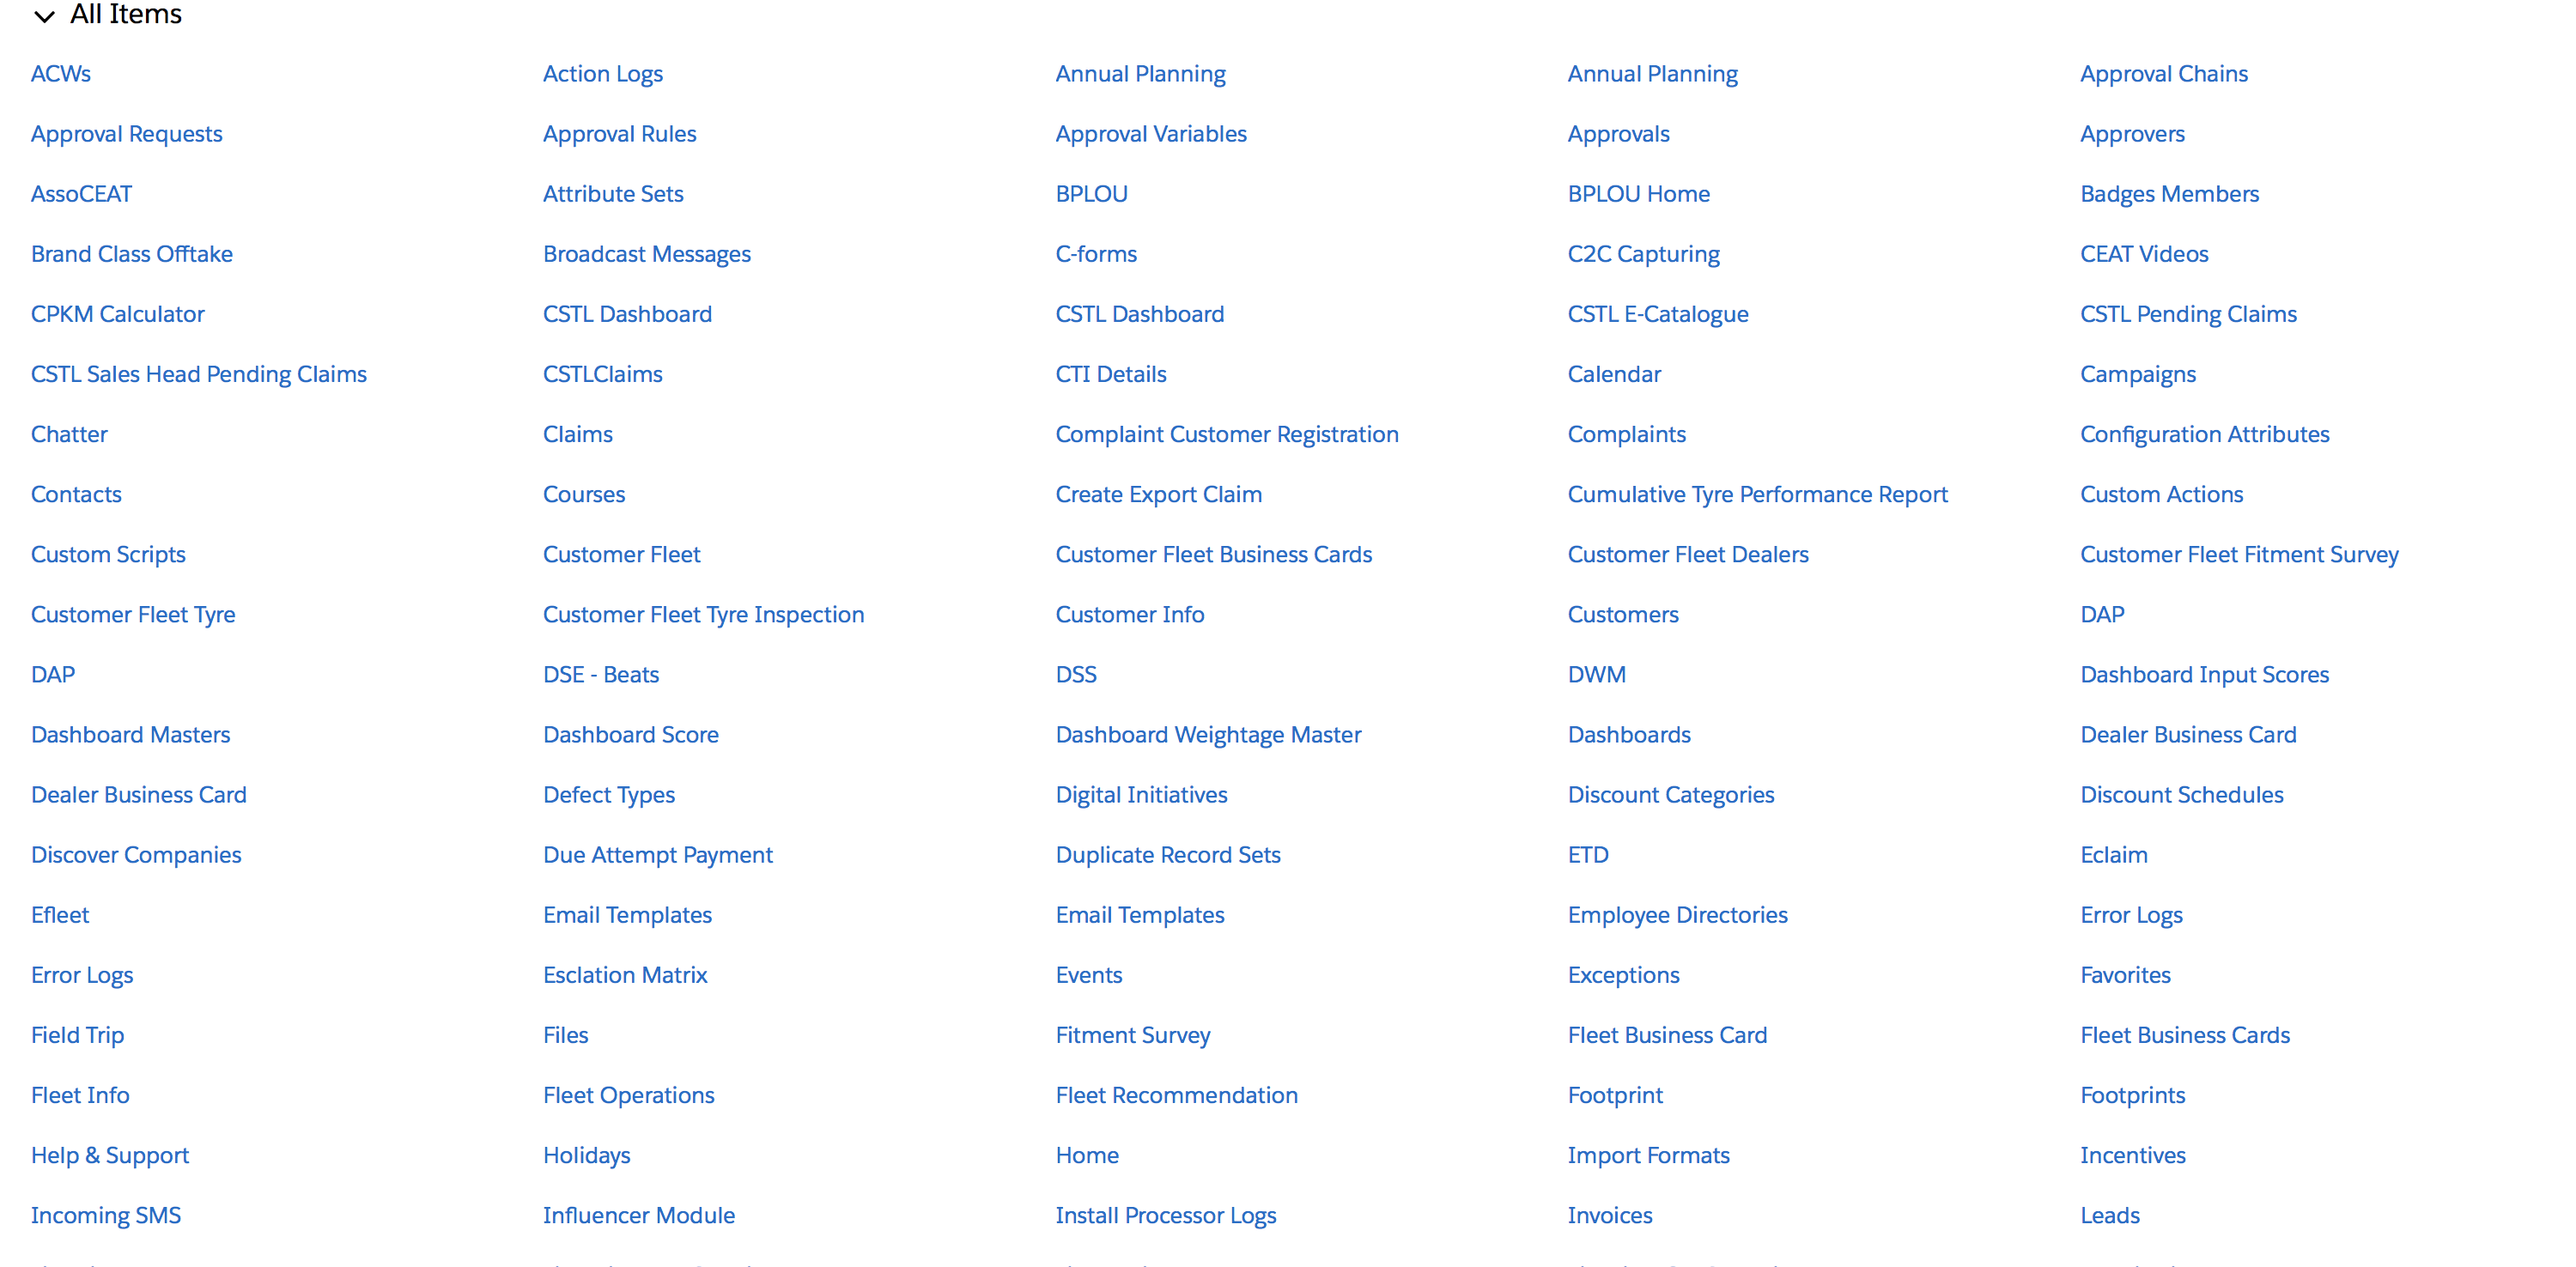 All Items
ACWs Action Logs Annual Planning Annual Planning Approval Chains
Approval Requests Approval Rules Approval Variables Approvals Approvers
AssoCEAT Attribute Sets BPLOU BPLOU Home Badges Members
Brand Class Offtake Broadcast Messages C-forms C2C Capturing CEAT Videos
CPKM Calculator CSTL Dashboard CSTL Dashboard CSTL E-Catalogue CSTL Pending Claims
CSTL Sales Head Pending Claims CSTLClaims CTI Details Calendar Campaigns
Chatter Claims Complaint Customer Registration Complaints Configuration Attributes
Contacts Courses Create Export Claim Cumulative Tyre Performance Report Custom Actions
Custom Scripts Customer Fleet Customer Fleet Business Cards Customer Fleet Dealers Customer Fleet Fitment Survey
Customer Fleet Tyre Customer Fleet Tyre Inspection Customer Info Customers DAP
DAP DSE - Beats DSS DWM Dashboard Input Scores
Dashboard Masters Dashboard Score Dashboard Weightage Master Dashboards Dealer Business Card
Dealer Business Card Defect Types Digital Initiatives Discount Categories Discount Schedules
Discover Companies Due Attempt Payment Duplicate Record Sets ETD Eclaim
Efleet Email Templates Email Templates Employee Directories Error Logs
Error Logs Esclation Matrix Events Exceptions Favorites
Field Trip Files Fitment Survey Fleet Business Card Fleet Business Cards
Fleet Info Fleet Operations Fleet Recommendation Footprint Footprints
Help & Support Holidays Home Import Formats Incentives
Incoming SMS Influencer Module Install Processor Logs Invoices Leads